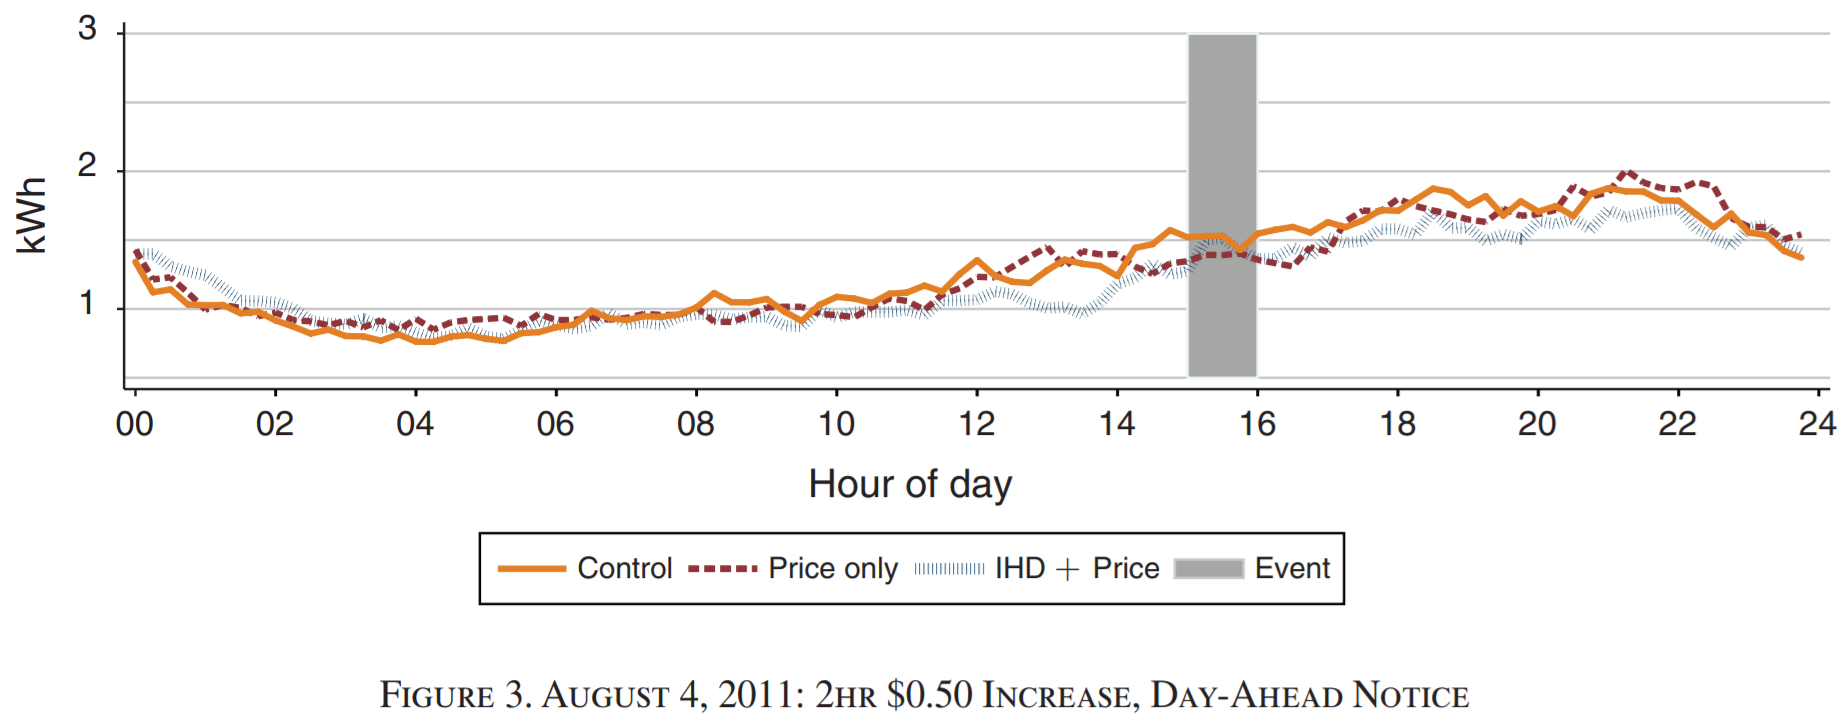 3
2
1
kWh
00 02 04 06 08 10 12 14 16 18 20 22 24
Hour of day
Control Price only IHD + Price Event
Figure 3. August 4, 2011: 2hr $0.50 Increase, Day-Ahead Notice